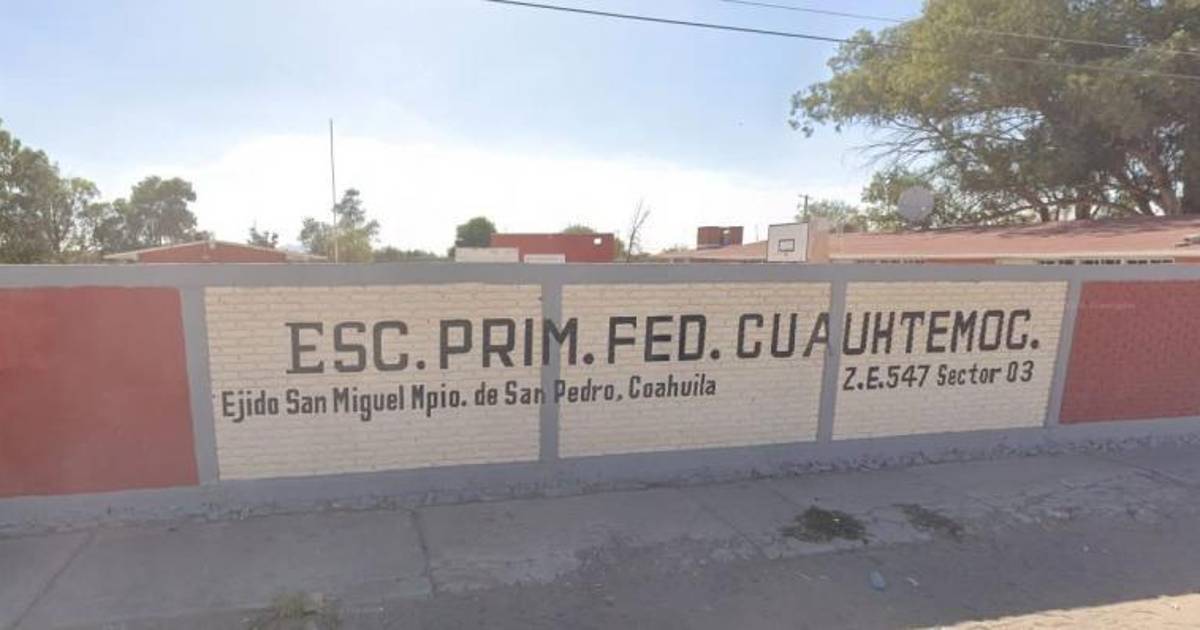 ESC. PRIM. FED. CUAUHTEMOC.
Ejido San Miguel Mpio. de San Pedro, Coahuila
Z.E.547 Sector 03